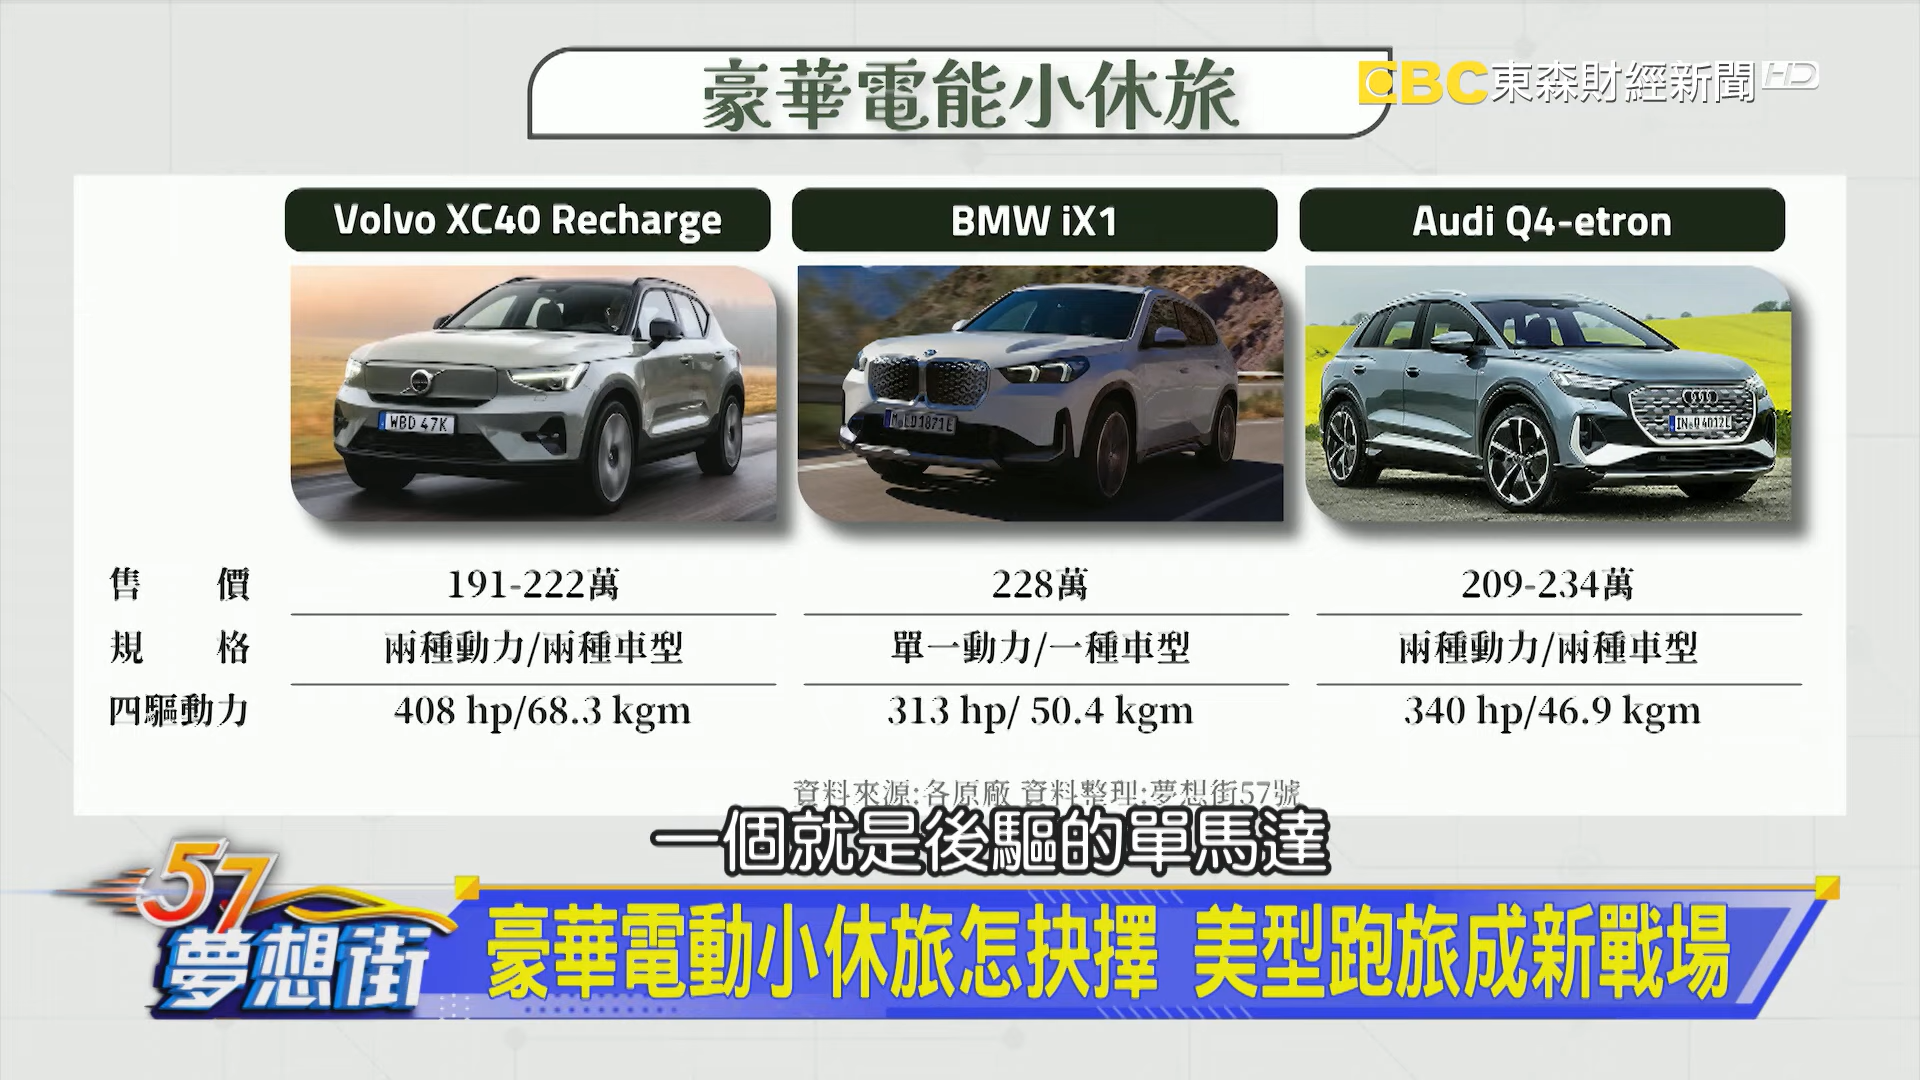 豪華電能小休旅
EBC東森財經新聞HD
Volvo XC40 Recharge
BMW iX1
Audi Q4-etron
WBD 47K
M LD1871E
IN Q 4012E
售價 191-222萬 228萬 209-234萬
規格 兩種動力/兩種車型 單一動力/一種車型 兩種動力/兩種車型
四驅動力 408 hp/68.3 kgm 313 hp/ 50.4 kgm 340 hp/46.9 kgm
資料來源:各原廠 資料整理:夢想街57號
一個就是後驅的單馬達
57
夢想街
豪華電動小休旅怎抉擇 美型跑旅成新戰場